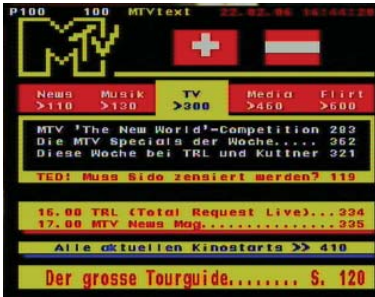 P100 100 MTVtext 22.02.06 16:44:28
MTV
News Musik TV Media Flirt
>110 >130 >300 >460 >600
MTV 'The New World'-Competition 283
Die MTV Specials der Woche..... 362
Diese Woche bei TRL und Kuttner 321
TED: Muss Sido zensiert werden? 119
16.00 TRL (Total Request Live)...334
17.00 MTV News Mag...............335
Alle aktuellen Kinostarts >> 410
Der grosse Tourguide........ S. 120